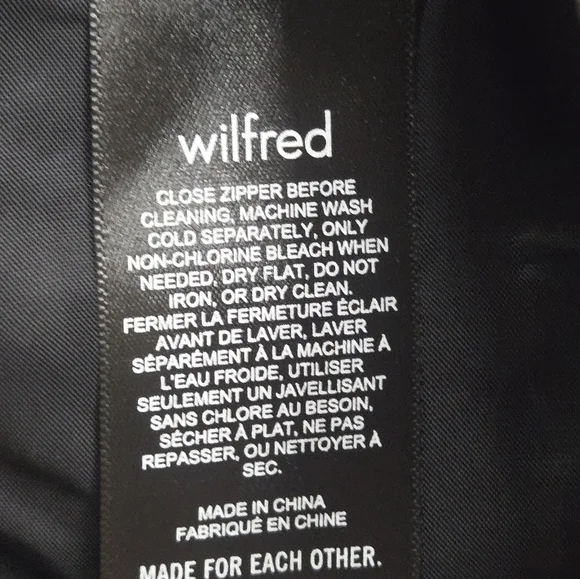 wilfred
CLOSE ZIPPER BEFORE
CLEANING, MACHINE WASH
COLD SEPARATELY, ONLY
NON-CHLORINE BLEACH WHEN
NEEDED, DRY FLAT, DO NOT
IRON, OR DRY CLEAN.
FERMER LA FERMETURE ÉCLAIR
AVANT DE LAVER, LAVER
SÉPARÉMENT À LA MACHINE À
L'EAU FROIDE, UTILISER
SEULEMENT UN JAVELLISANT
SANS CHLORE AU BESOIN,
SÉCHER À PLAT, NE PAS
REPASSER, OU NETTOYER À
SEC.
MADE IN CHINA
FABRIQUÉ EN CHINE
MADE FOR EACH OTHER.